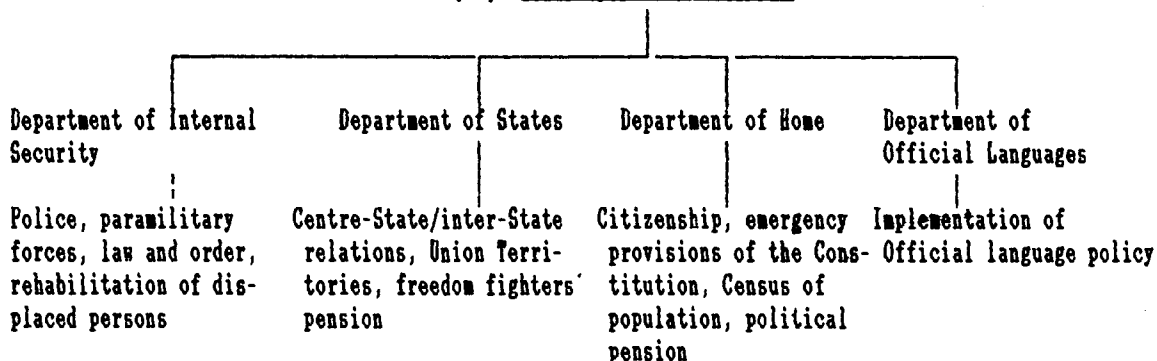 Department of Internal
Security
Department of States
Department of Home
Department of
Official Languages
Police, paramilitary
forces, law and order,
rehabilitation of dis-
placed persons
Centre-State/inter-State
relations, Union Terri-
tories, freedom fighters'
pension
Citizenship, emergency
provisions of the Cons-
titution, Census of
population, political
pension
Implementation of
Official language policy